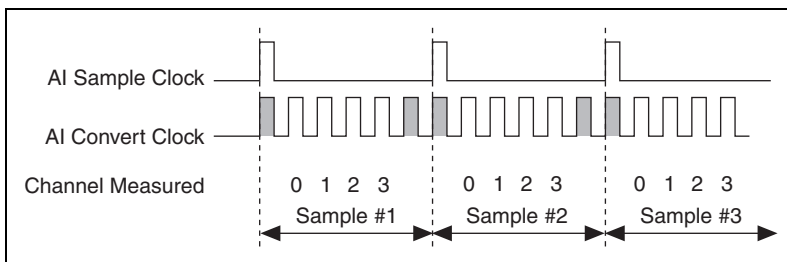 AI Sample Clock
AI Convert Clock
Channel Measured 0 1 2 3 0 1 2 3 0 1 2 3
Sample #1 Sample #2 Sample #3